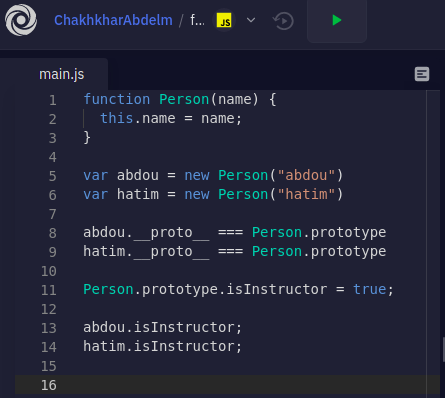 ChakhkharAbdelm / f... JS
main.js
1 function Person(name) {
2 this.name = name;
3 }
4
5 var abdou = new Person("abdou")
6 var hatim = new Person("hatim")
7
8 abdou.__proto__ === Person.prototype
9 hatim.__proto__ === Person.prototype
10
11 Person.prototype.isInstructor = true;
12
13 abdou.isInstructor;
14 hatim.isInstructor;
15
16